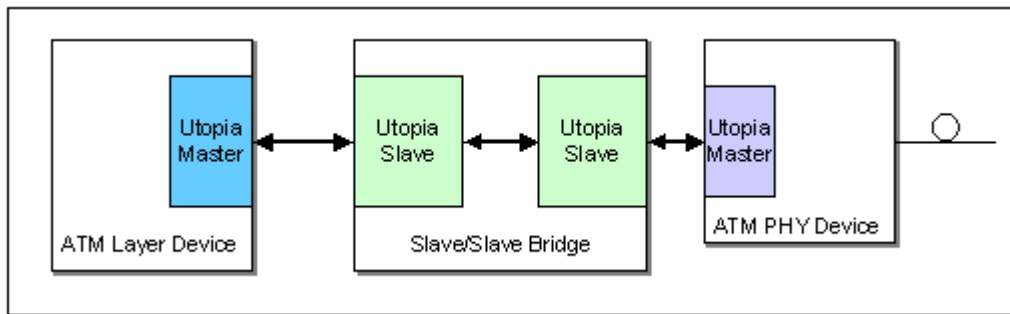 Utopia
Master
ATM Layer Device
Utopia
Slave
Utopia
Slave
Slave/Slave Bridge
Utopia
Master
ATM PHY Device